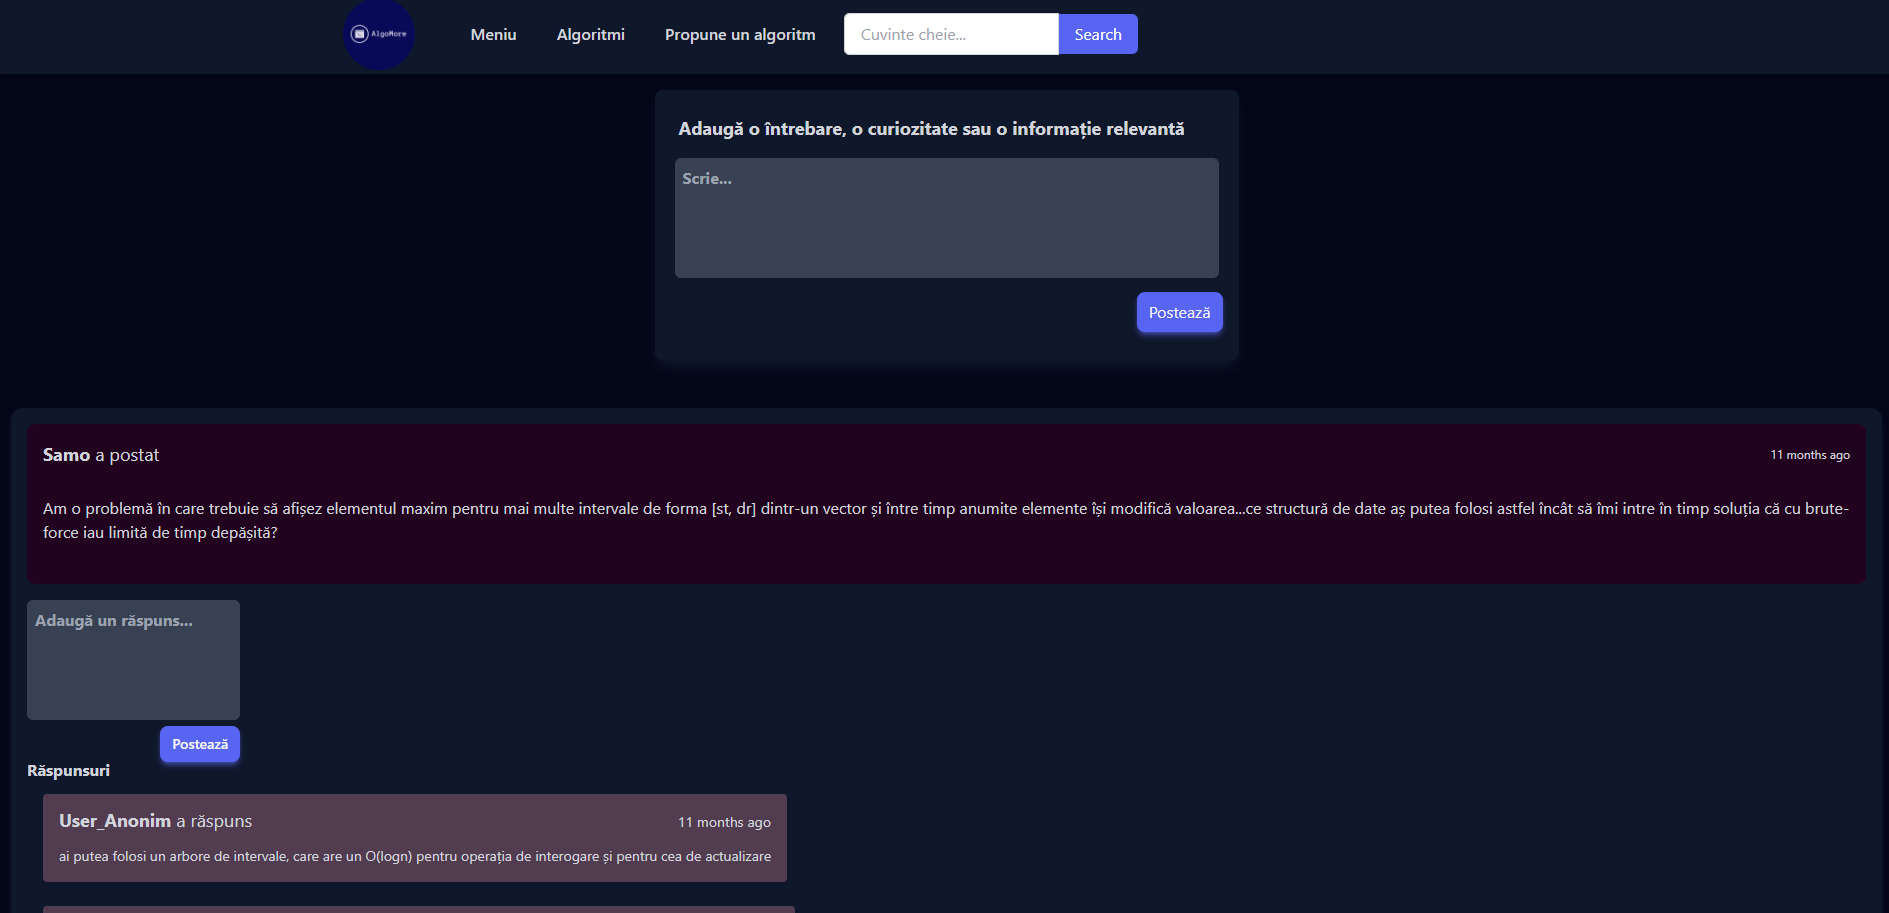 AlgoMore
Meniu
Algoritmi
Propune un algoritm
Cuvinte cheie...
Search
Adaugă o întrebare, o curiozitate sau o informație relevantă
Scrie...
Postează
Samo a postat
11 months ago
Am o problemă în care trebuie să afișez elementul maxim pentru mai multe intervale de forma [st, dr] dintr-un vector și între timp anumite elemente își modifică valoarea...ce structură de date aș putea folosi astfel încât să îmi intre în timp soluția că cu brute-
force iau limită de timp depășită?
Adaugă un răspuns...
Postează
Răspunsuri
User_Anonim a răspuns
11 months ago
ai putea folosi un arbore de intervale, care are un O(logn) pentru operația de interogare și pentru cea de actualizare